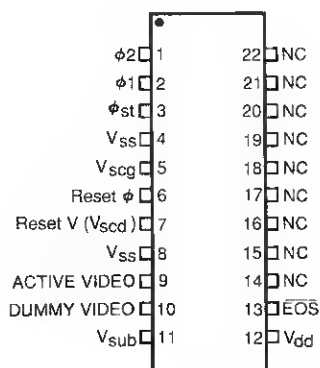 ϕ2 1 22 NC
ϕ1 2 21 NC
ϕst 3 20 NC
Vss 4 19 NC
Vscg 5 18 NC
Reset ϕ 6 17 NC
Reset V (Vscd) 7 16 NC
Vss 8 15 NC
ACTIVE VIDEO 9 14 NC
DUMMY VIDEO 10 13 E̅O̅S̅
Vsub 11 12 Vdd